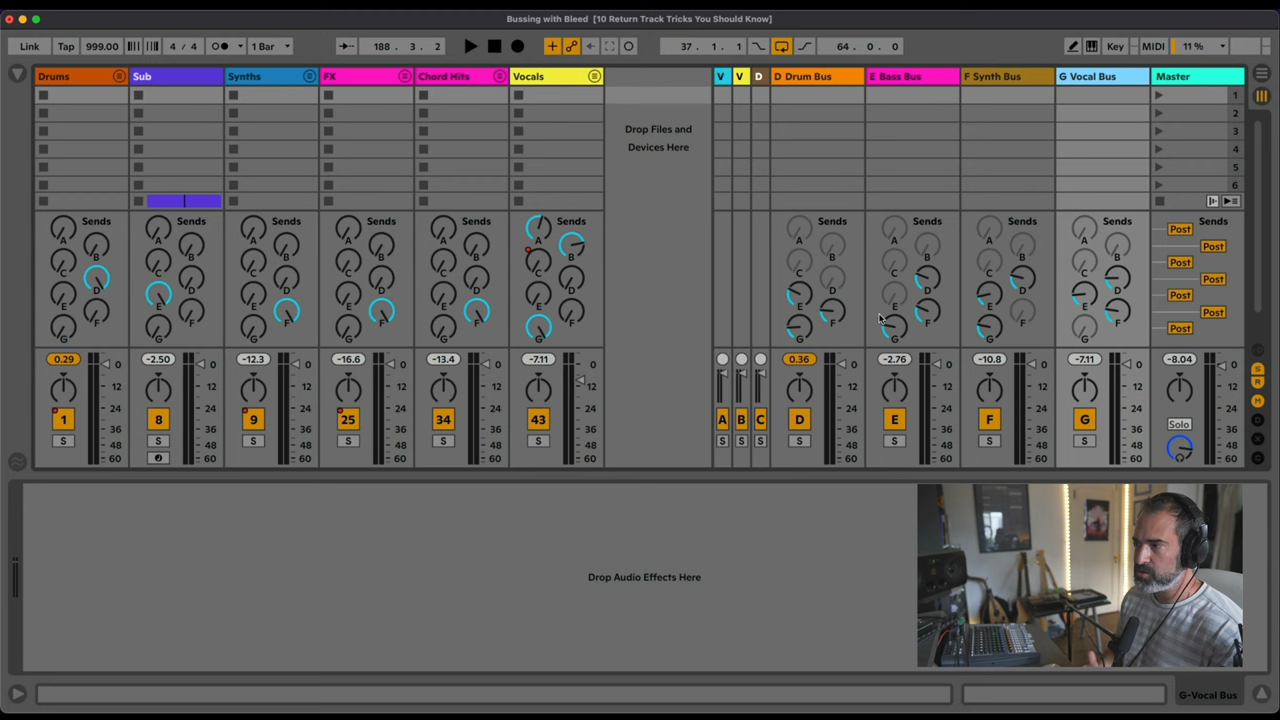 Bussing with Bleed [10 Return Track Tricks You Should Know]
Link Tap 999.00 4 / 4 1 Bar 188 . 3 . 2 37 . 1 . 1 64 . 0 . 0 Key MIDI 11 %
Drums Sub Synths FX Chord Hits Vocals V V D D Drum Bus E Bass Bus F Synth Bus G Vocal Bus Master
1
Drop Files and
2
Devices Here
3
4
5
6
Sends Sends Sends Sends Sends Sends Sends Sends Sends Sends Sends
A A A A A A A A A A Post
B B B B B B B B B B Post
C C C C C C C C C C Post
D D D D D D D D D D Post
E E E E E E E E E E Post
F F F F F F F F F F Post
G G G G G G G G G G Post
0.29 -2.50 -12.3 -16.6 -13.4 -7.11 0.36 -2.76 -10.8 -7.11 -8.04
0 0 0 0 0 0 0 0 0 0 0
12 12 12 12 12 12 12 12 12 12 12
24 24 24 24 24 24 24 24 24 24 24
1 8 9 25 34 43 A B C D E F G Solo
36 36 36 36 36 36 36 36 36 36 36
S S S S S S S S S S S S S
48 48 48 48 48 48 48 48 48 48 48
60 60 60 60 60 60 60 60 60 60 60
Drop Audio Effects Here
G-Vocal Bus